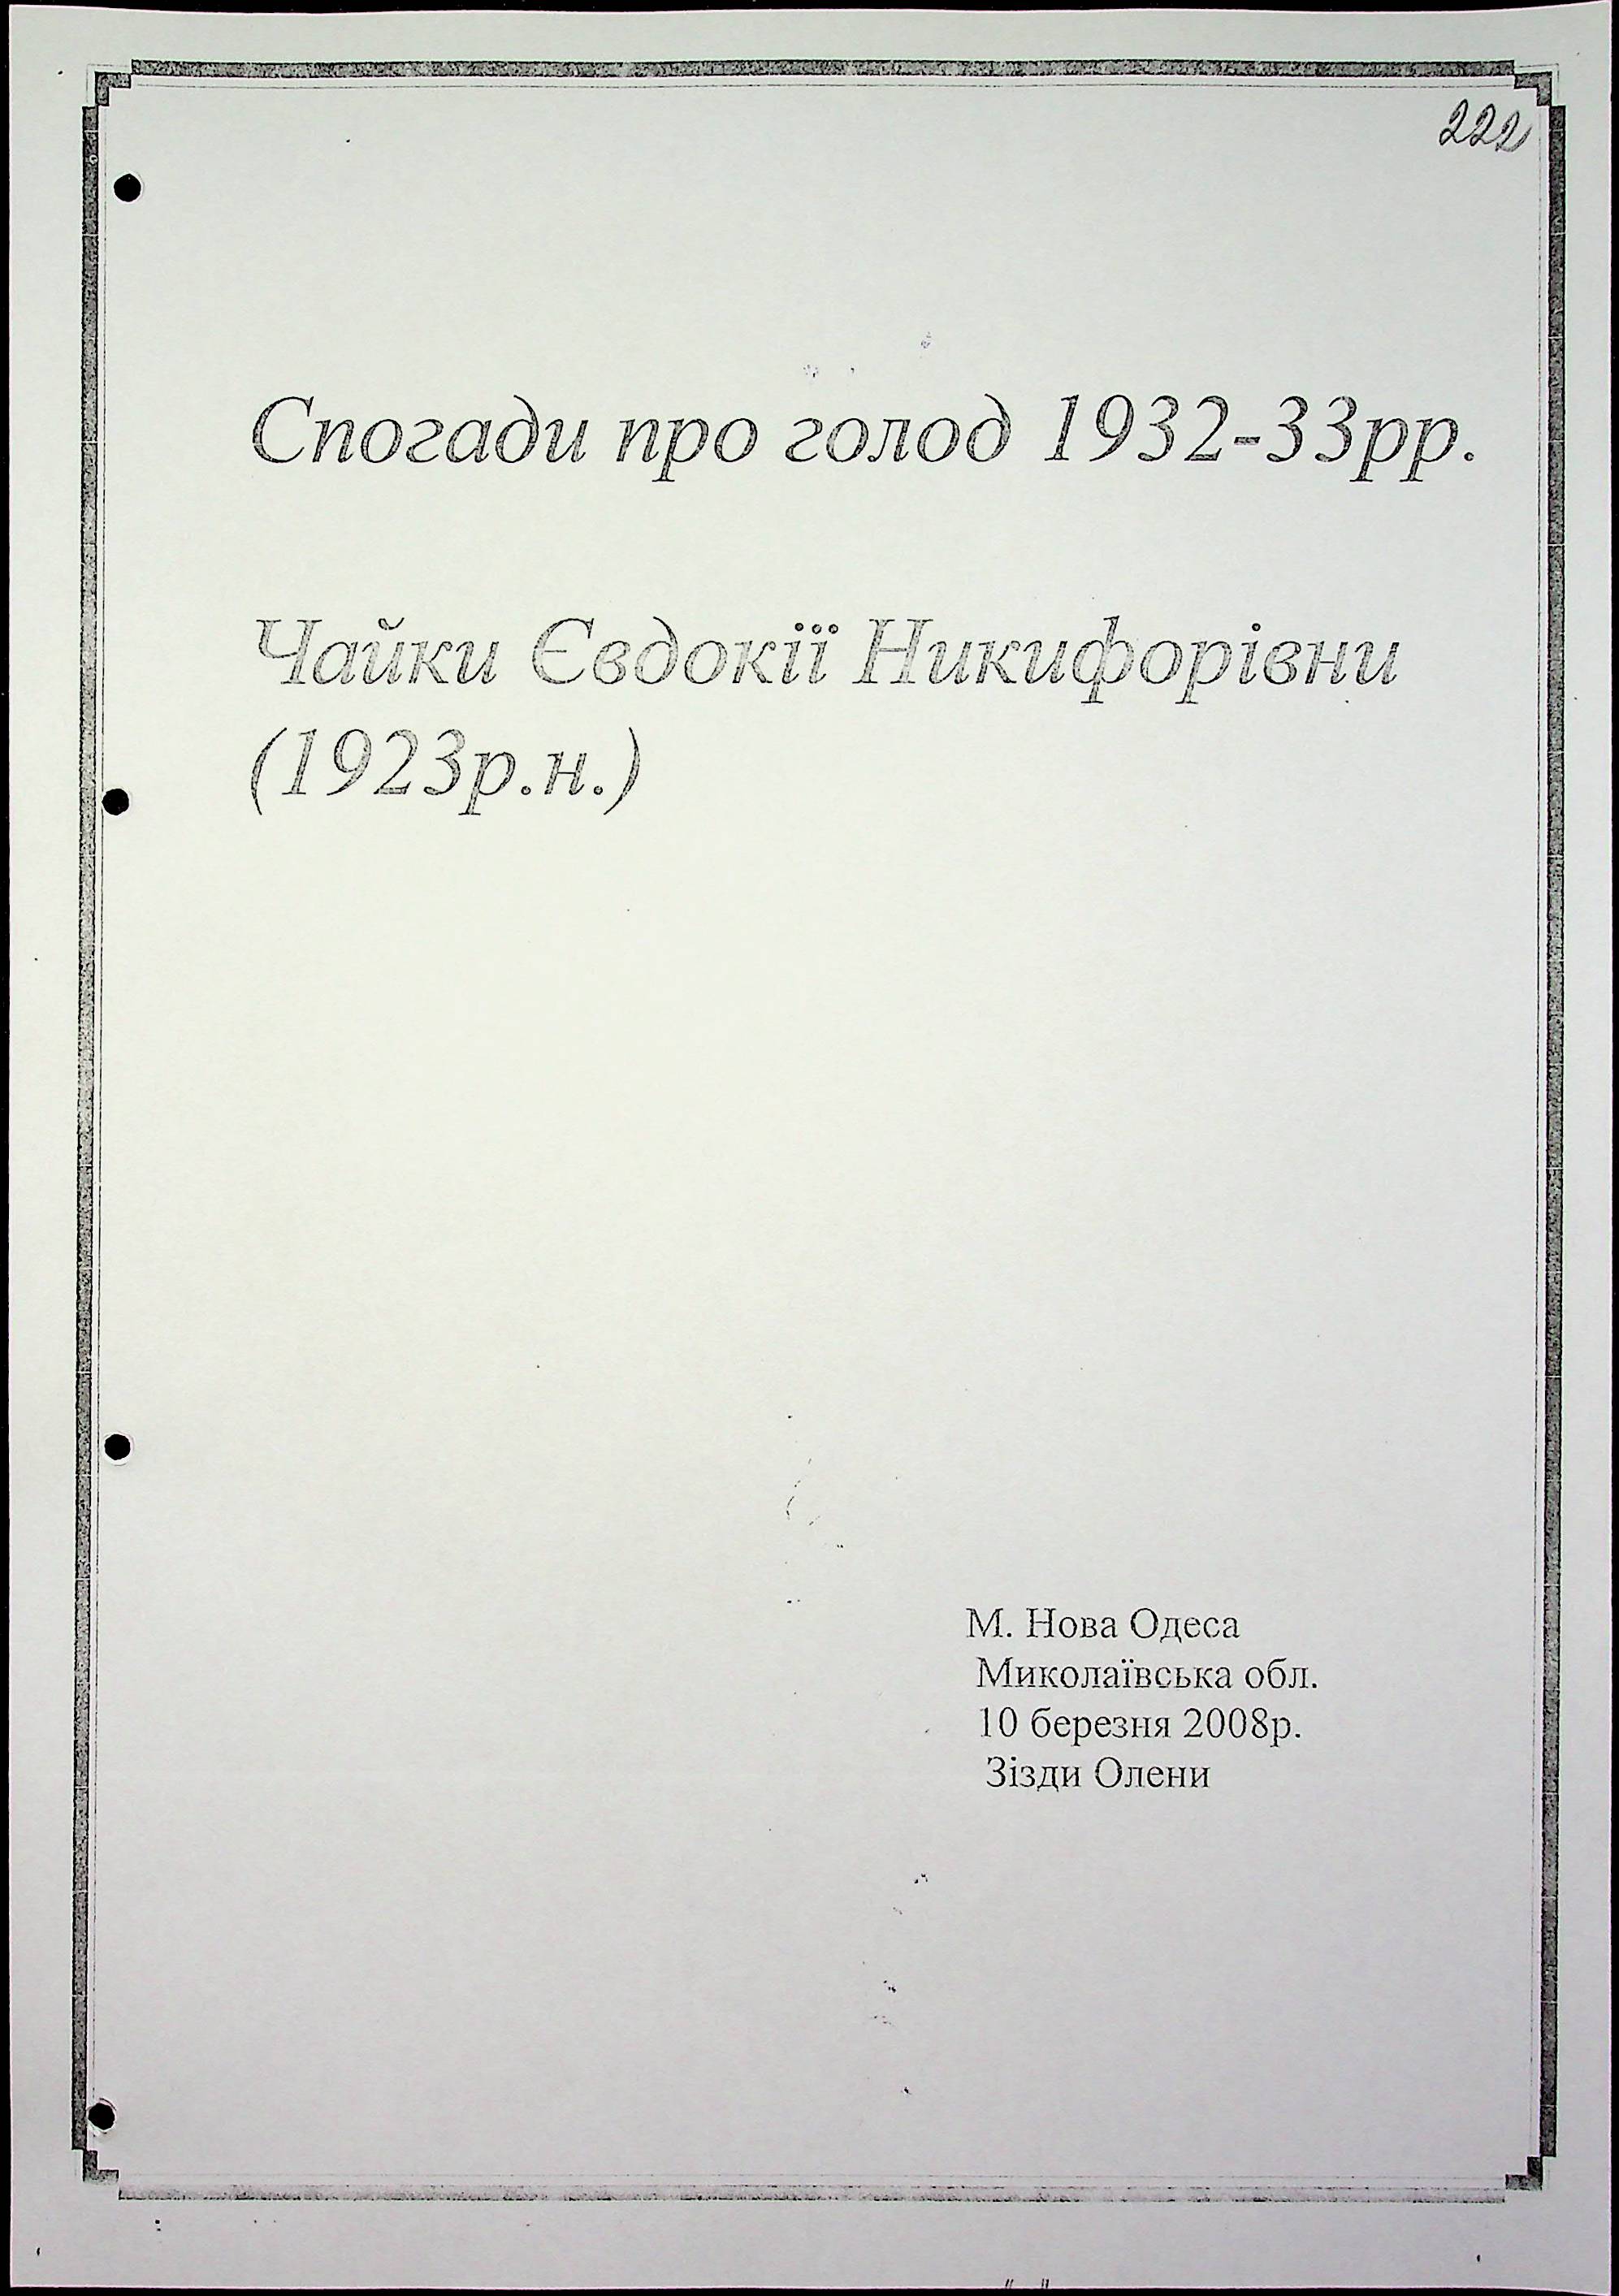 222
Спогади про голод 1932-33рр.
Чайки Євдокії Никифорівни
(1923р.н.)
М. Нова Одеса
Миколаївська обл.
10 березня 2008р.
Зізди Олени